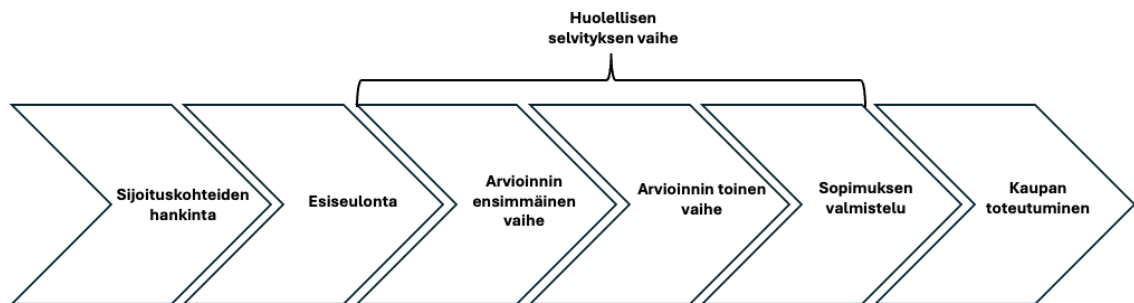 Huolellisen
selvityksen vaihe
Sijoituskohteiden
hankinta
Esiseulonta
Arvioinnin
ensimmäinen
vaihe
Arvioinnin toinen
vaihe
Sopimuksen
valmistelu
Kaupan
toteutuminen